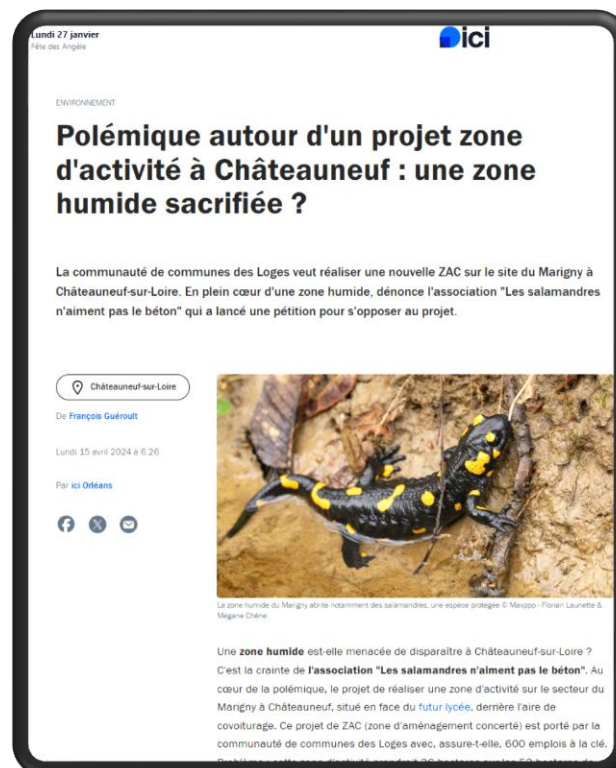 Lundi 27 janvier
Fête des Angèle
ici
ENVIRONNEMENT
Polémique autour d'un projet zone
d'activité à Châteauneuf : une zone
humide sacrifiée ?
La communauté de communes des Loges veut réaliser une nouvelle ZAC sur le site du Marigny à
Châteauneuf-sur-Loire. En plein cœur d'une zone humide, dénonce l'association "Les salamandres
n'aiment pas le béton" qui a lancé une pétition pour s'opposer au projet.
Châteauneuf-sur-Loire
De François Guéroult
Lundi 15 avril 2024 à 6:26
Par ici Orléans
La zone humide du Marigny abrite notamment des salamandres, une espèce protégée © Maxppp - Florian Launette &
Mégane Chêne
Une zone humide est-elle menacée de disparaître à Châteauneuf-sur-Loire ?
C'est la crainte de l'association "Les salamandres n'aiment pas le béton". Au
cœur de la polémique, le projet de réaliser une zone d'activité sur le secteur du
Marigny à Châteauneuf, situé en face du futur lycée, derrière l'aire de
covoiturage. Ce projet de ZAC (zone d'aménagement concerté) est porté par la
communauté de communes des Loges avec, assure-t-elle, 600 emplois à la clé.